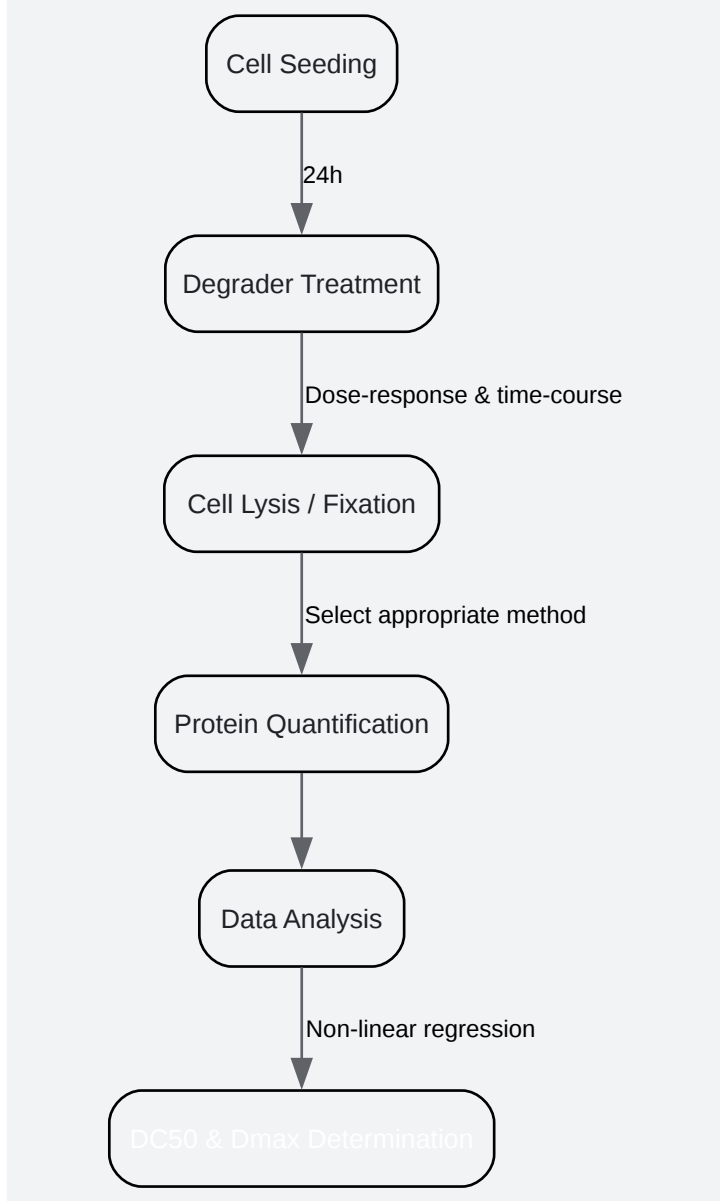 Cell Seeding
24h
Degrader Treatment
Dose-response & time-course
Cell Lysis / Fixation
Select appropriate method
Protein Quantification
Data Analysis
Non-linear regression
DC50 & Dmax Determination